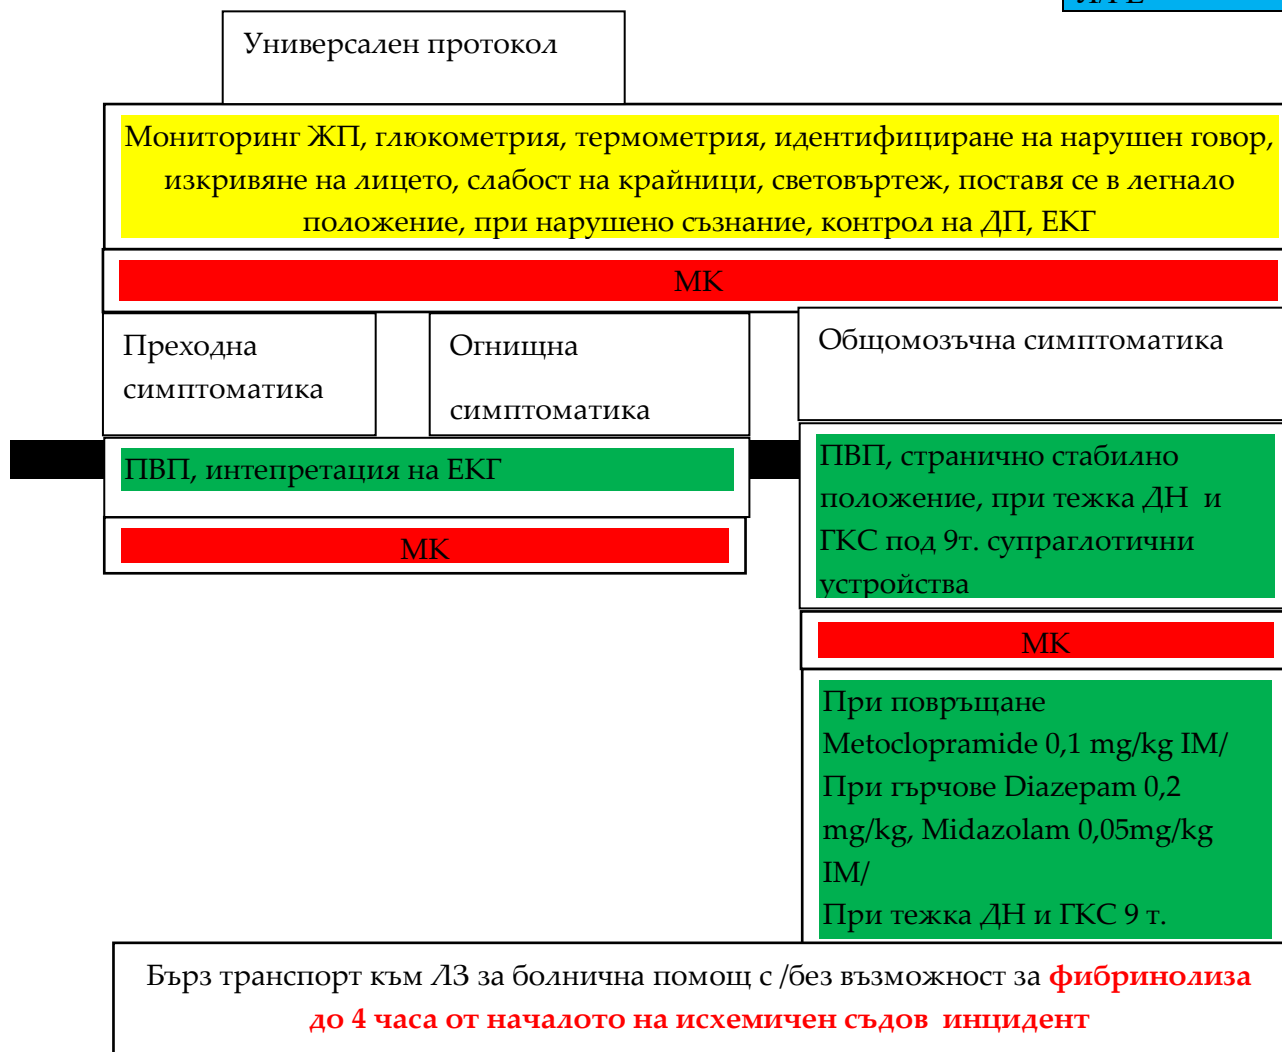 Универсален протокол
Мониторинг ЖП, глюкометрия, термометрия, идентифициране на нарушен говор,
изкривяне на лицето, слабост на крайници, световъртеж, поставя се в легнало
положение, при нарушено съзнание, контрол на ДП, ЕКГ
МК
Преходна
симптоматика
Огнищна
симптоматика
Общомозъчна симптоматика
ПВП, интепретация на ЕКГ
МК
ПВП, странично стабилно
положение, при тежка ДН и
ГКС под 9т. супраглотични
устройства
МК
При повръщане
Metoclopramide 0,1 mg/kg IM/
При гърчове Diazepam 0,2
mg/kg, Midazolam 0,05mg/kg
IM/
При тежка ДН и ГКС 9 т.
Бърз транспорт към ЛЗ за болнична помощ с /без възможност за фибринолиза
до 4 часа от началото на исхемичен съдов инцидент